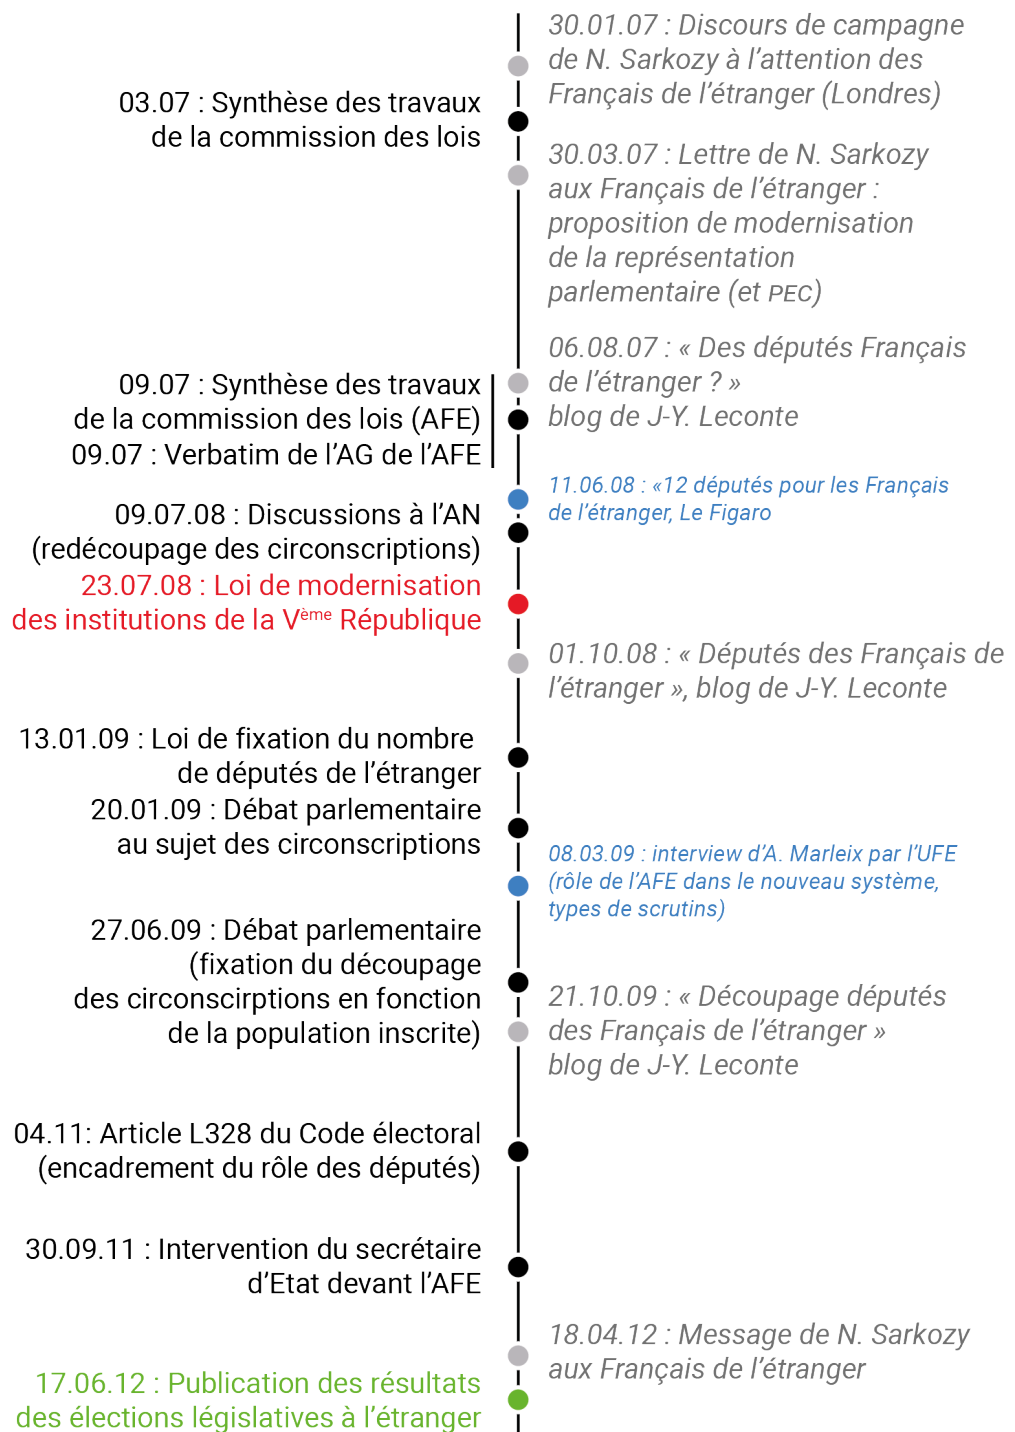 30.01.07 : Discours de campagne
de N. Sarkozy à l’attention des
Français de l’étranger (Londres)
03.07 : Synthèse des travaux
de la commission des lois
30.03.07 : Lettre de N. Sarkozy
aux Français de l’étranger :
proposition de modernisation
de la représentation
parlementaire (et PEC)
06.08.07 : « Des députés Français
de l’étranger ? »
blog de J-Y. Leconte
09.07 : Synthèse des travaux
de la commission des lois (AFE)
09.07 : Verbatim de l’AG de l’AFE
11.06.08 : «12 députés pour les Français
de l’étranger, Le Figaro
09.07.08 : Discussions à l’AN
(redécoupage des circonscriptions)
23.07.08 : Loi de modernisation
des institutions de la Vème République
01.10.08 : « Députés des Français de
l’étranger », blog de J-Y. Leconte
13.01.09 : Loi de fixation du nombre
de députés de l’étranger
20.01.09 : Débat parlementaire
au sujet des circonscriptions
08.03.09 : interview d’A. Marleix par l’UFE
(rôle de l’AFE dans le nouveau système,
types de scrutins)
27.06.09 : Débat parlementaire
(fixation du découpage
des circonscirptions en fonction
de la population inscrite)
21.10.09 : « Découpage députés
des Français de l’étranger »
blog de J-Y. Leconte
04.11: Article L328 du Code électoral
(encadrement du rôle des députés)
30.09.11 : Intervention du secrétaire
d’Etat devant l’AFE
18.04.12 : Message de N. Sarkozy
aux Français de l’étranger
17.06.12 : Publication des résultats
des élections législatives à l’étranger